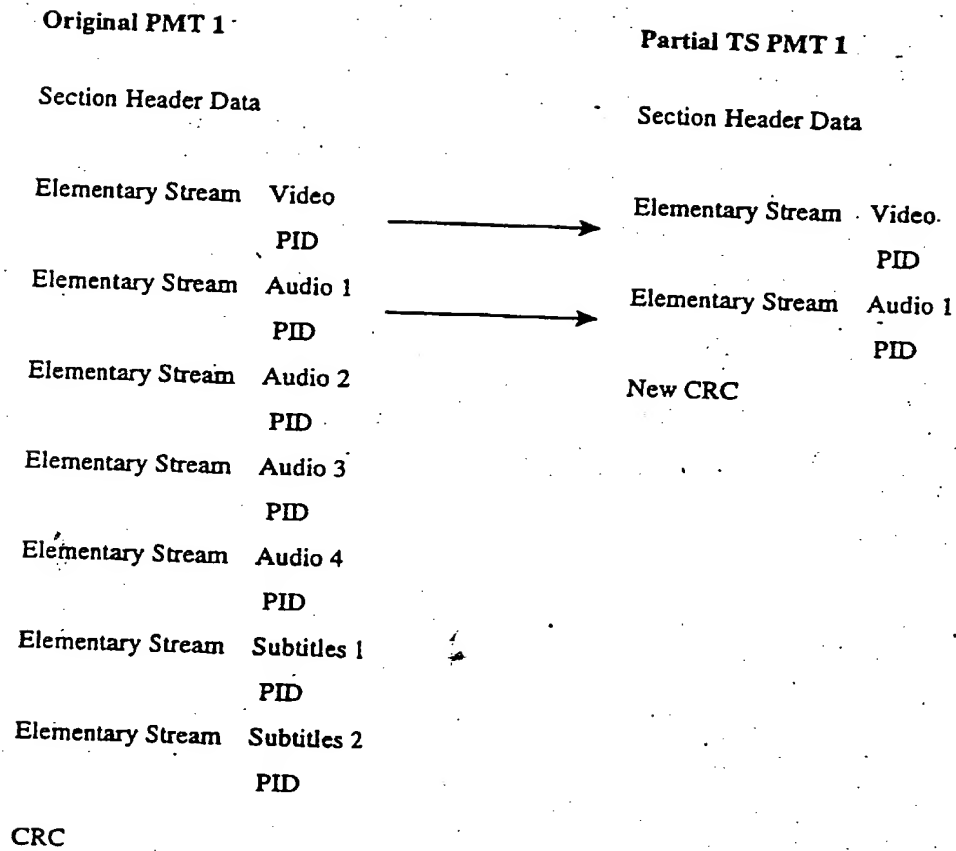 Original PMT 1
Section Header Data
Elementary Stream Video
PID
Elementary Stream Audio 1
PID
Elementary Stream Audio 2
PID
Elementary Stream Audio 3
PID
Elementary Stream Audio 4
PID
Elementary Stream Subtitles 1
PID
Elementary Stream Subtitles 2
PID
CRC
Partial TS PMT 1
Section Header Data
Elementary Stream Video
PID
Elementary Stream Audio 1
PID
New CRC